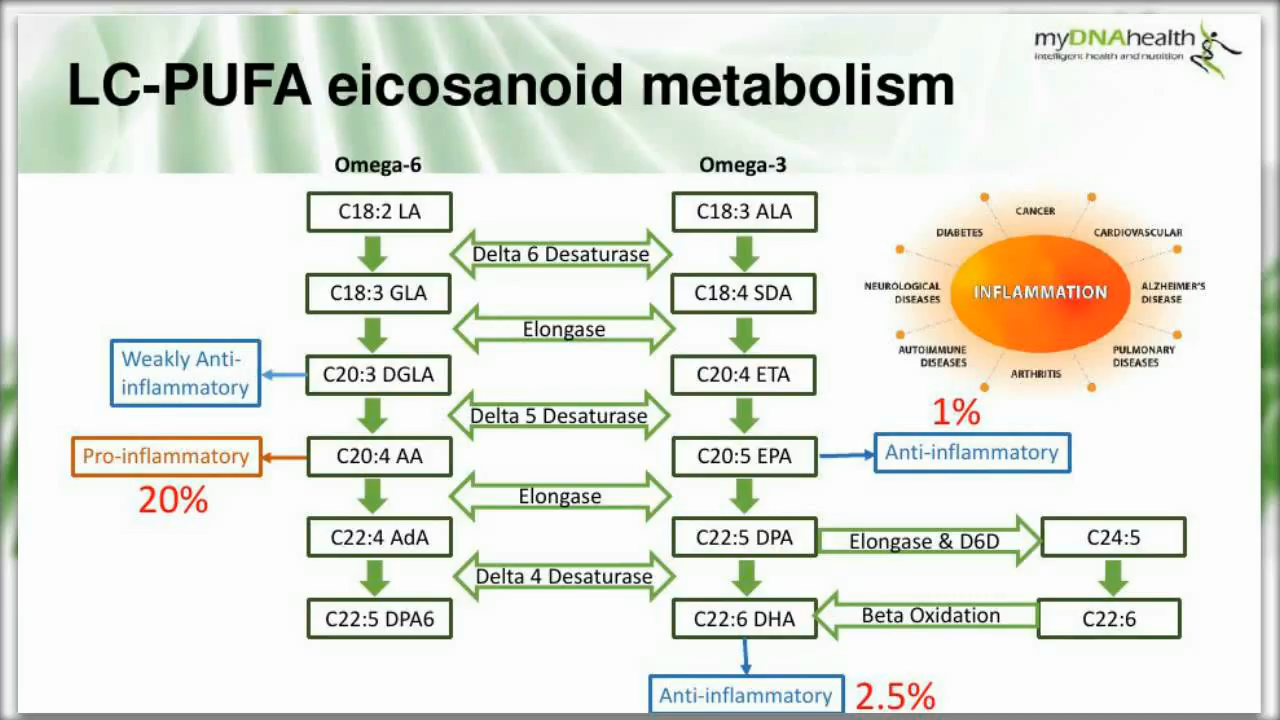 myDNAhealth
intelligent health and nutrition
LC-PUFA eicosanoid metabolism
Omega-6
Omega-3
C18:2 LA
C18:3 ALA
Delta 6 Desaturase
C18:3 GLA
C18:4 SDA
Elongase
Weakly Anti-
inflammatory
C20:3 DGLA
C20:4 ETA
Delta 5 Desaturase
Pro-inflammatory
20%
C20:4 AA
C20:5 EPA
1%
Anti-inflammatory
Elongase
C22:4 AdA
C22:5 DPA
Elongase & D6D
C24:5
Delta 4 Desaturase
C22:5 DPA6
C22:6 DHA
Beta Oxidation
C22:6
Anti-inflammatory
2.5%
CANCER
DIABETES
CARDIOVASCULAR
NEUROLOGICAL
DISEASES
INFLAMMATION
ALZHEIMER'S
DISEASE
AUTOIMMUNE
DISEASES
PULMONARY
DISEASES
ARTHRITIS